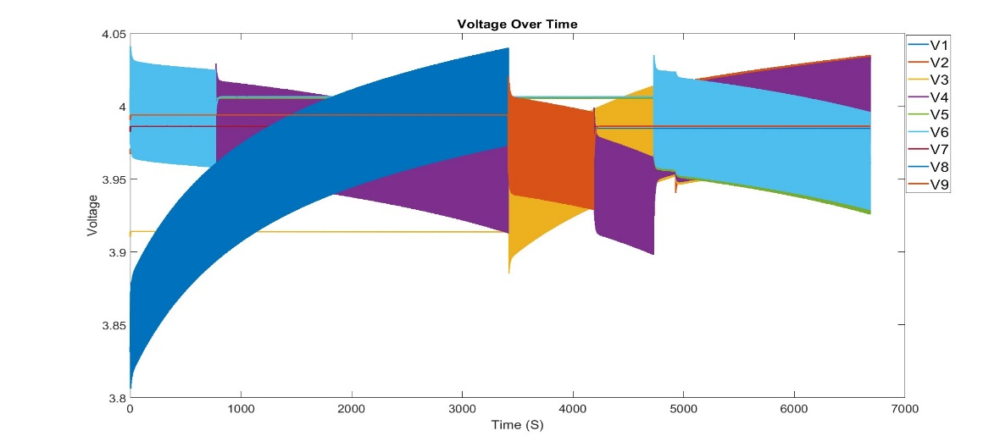 Voltage Over Time
4.05
4
3.95
3.9
3.85
3.8
Voltage
0 1000 2000 3000 4000 5000 6000 7000
Time (S)
V1
V2
V3
V4
V5
V6
V7
V8
V9